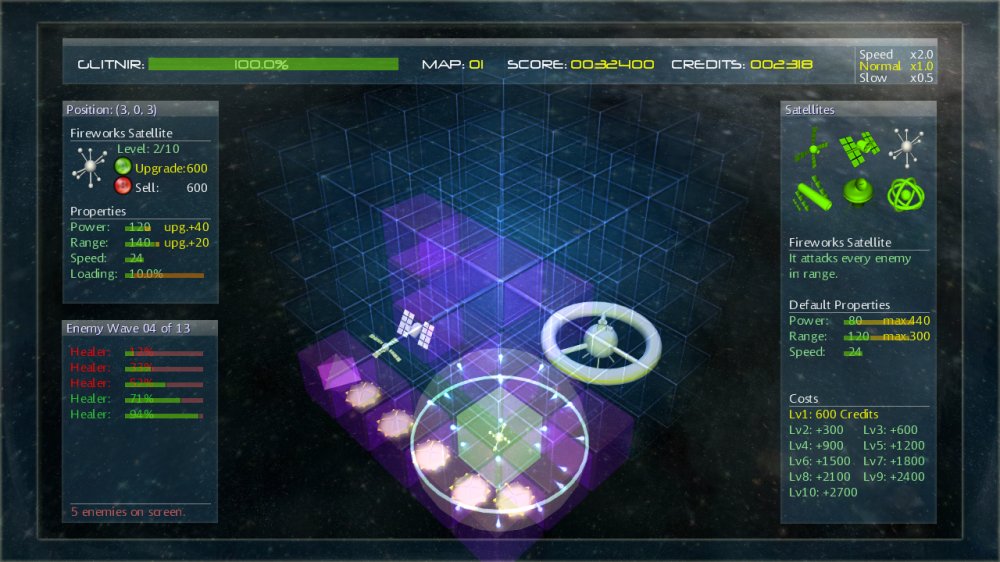 GLITNIR: 100.0% MAP: 01 SCORE: 0032400 CREDITS: 002318
Speed x2.0
Normal x1.0
Slow x0.5
Position: (3, 0, 3)
Fireworks Satellite
Level: 2/10
Upgrade:600
Sell: 600
Properties
Power: 120 upg.+40
Range: 140 upg.+20
Speed: 24
Loading: 10.0%
Enemy Wave 04 of 13
Healer: 12%
Healer: 33%
Healer: 52%
Healer: 71%
Healer: 94%
5 enemies on screen.
Satellites
Fireworks Satellite
It attacks every enemy
in range.
Default Properties
Power: 80 max.440
Range: 120 max.300
Speed: 24
Costs
Lv1: 600 Credits
Lv2: +300 Lv3: +600
Lv4: +900 Lv5: +1200
Lv6: +1500 Lv7: +1800
Lv8: +2100 Lv9: +2400
Lv10: +2700